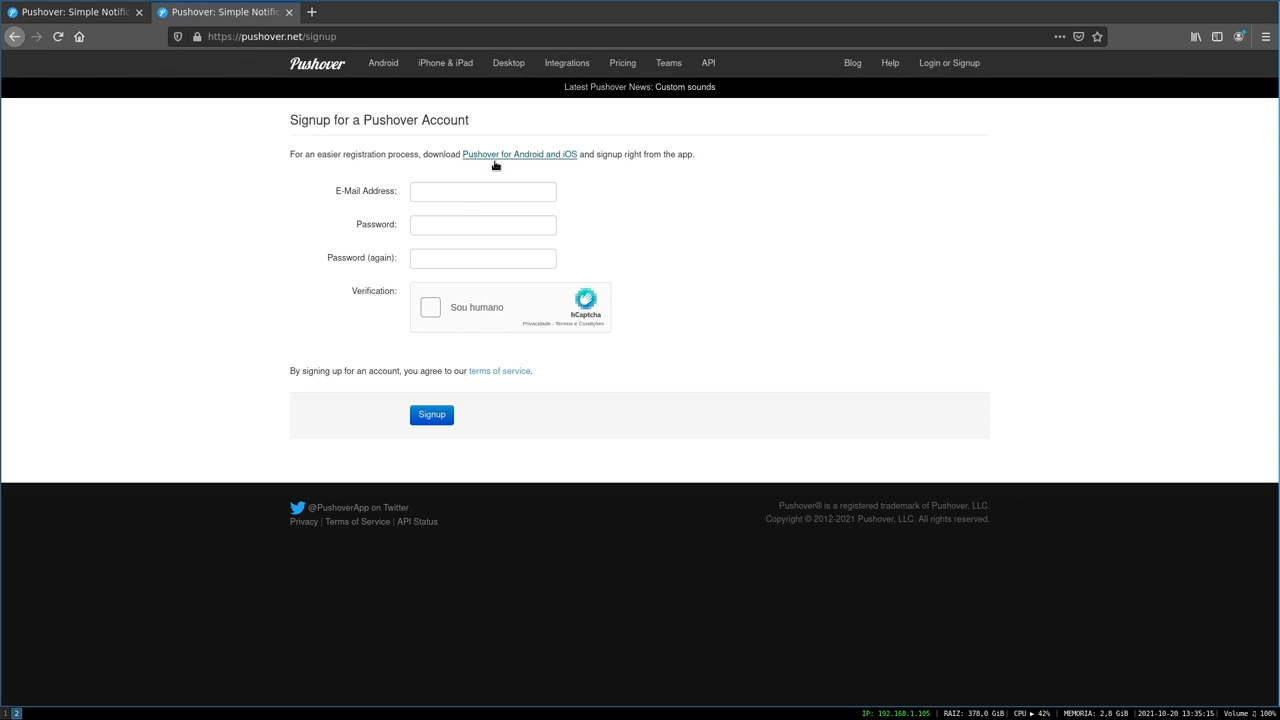 Pushover: Simple Notific
Pushover: Simple Notific
https://pushover.net/signup
Pushover Android iPhone & iPad Desktop Integrations Pricing Teams API Blog Help Login or Signup
Latest Pushover News: Custom sounds
Signup for a Pushover Account
For an easier registration process, download Pushover for Android and iOS and signup right from the app.
E-Mail Address:
Password:
Password (again):
Verification:
Sou humano
hCaptcha
Privacidade - Termos e Condições
By signing up for an account, you agree to our terms of service.
Signup
@PushoverApp on Twitter
Privacy | Terms of Service | API Status
Pushover® is a registered trademark of Pushover, LLC.
Copyright © 2012-2021 Pushover, LLC. All rights reserved.
1 2 IP: 192.168.1.105 | RAIZ: 378,0 GiB | CPU ▶ 42% | MEMORIA: 2,8 GiB | 2021-10-20 13:35:15 | Volume ♫ 100%